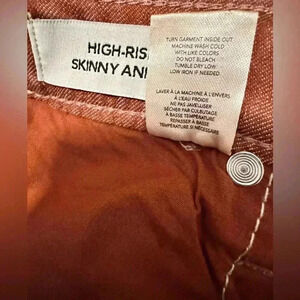 HIGH-RIS
SKINNY AN
TURN GARMENT INSIDE OUT
MACHINE WASH COLD
WITH LIKE COLORS
DO NOT BLEACH
TUMBLE DRY LOW
LOW IRON IF NEEDED.
LAVER À LA MACHINE À L'ENVERS
À L'EAU FROIDE
NE PAS JAVELLISER
SÉCHER PAR CULBUTAGE
À BASSE TEMPÉRATURE
REPASSER À BASSE
TEMPÉRATURE SI NÉCESSAIRE